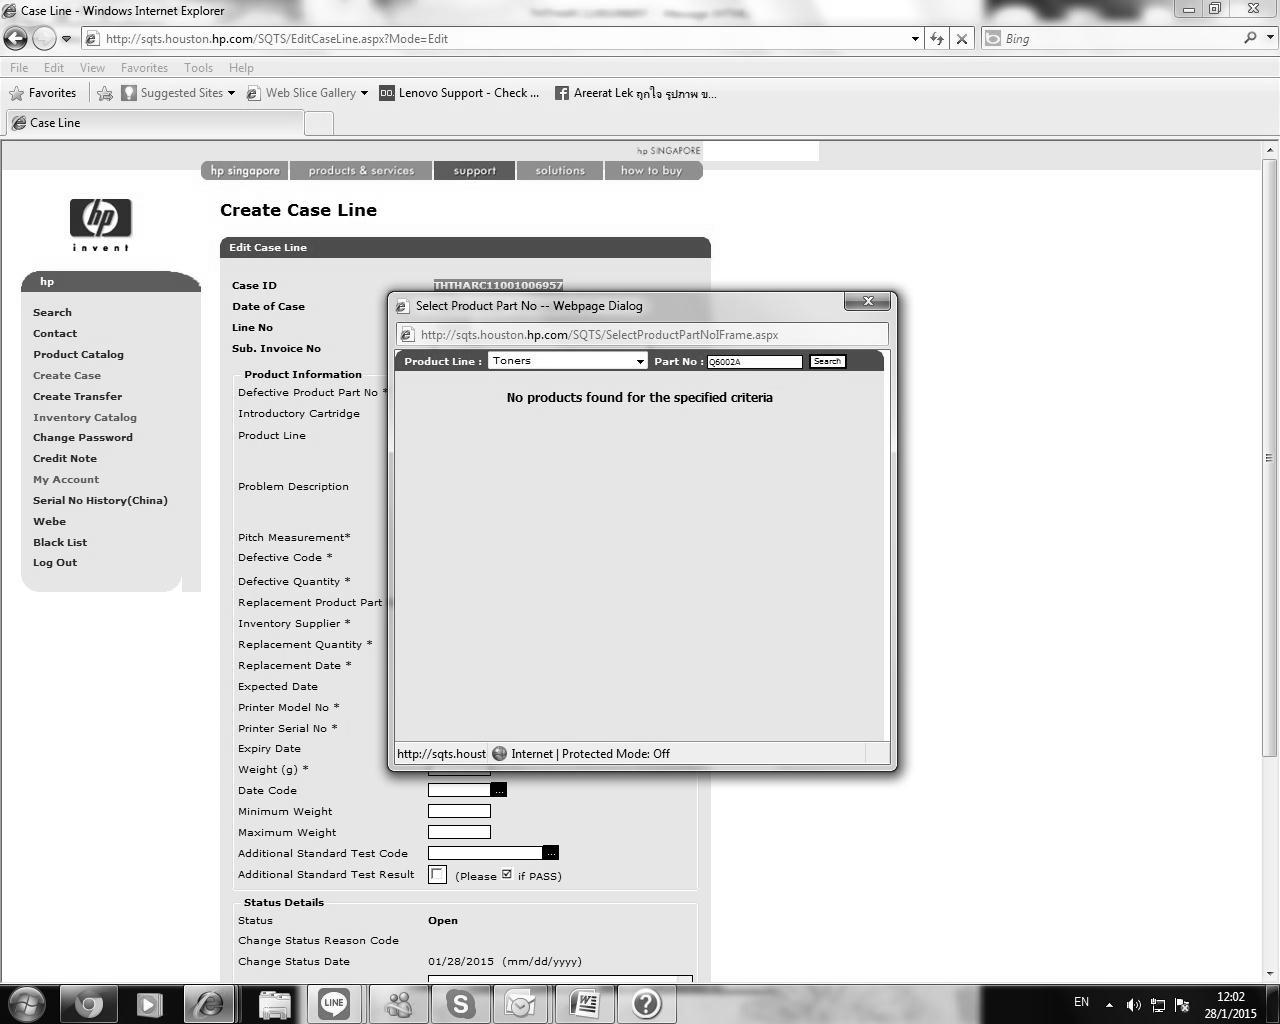 Case Line - Windows Internet Explorer
http://sqts.houston.hp.com/SQTS/EditCaseLine.aspx?Mode=Edit
Bing
File Edit View Favorites Tools Help
Favorites Suggested Sites Web Slice Gallery Lenovo Support - Check ... Areerat Lek ถูกใจ รูปภาพ ข...
Case Line
hp SINGAPORE
hp singapore products & services support solutions how to buy
hp
invent
Create Case Line
hp
Search
Contact
Product Catalog
Create Case
Create Transfer
Inventory Catalog
Change Password
Credit Note
My Account
Serial No History(China)
Webe
Black List
Log Out
Edit Case Line
Case ID THTHARC11001006957
Date of Case
Line No
Sub. Invoice No
Product Information
Defective Product Part No *
Introductory Cartridge
Product Line
Problem Description
Pitch Measurement*
Defective Code *
Defective Quantity *
Replacement Product Part
Inventory Supplier *
Replacement Quantity *
Replacement Date *
Expected Date
Printer Model No *
Printer Serial No *
Expiry Date
Weight (g) *
Date Code ...
Minimum Weight
Maximum Weight
Additional Standard Test Code ...
Additional Standard Test Result (Please ☑ if PASS)
Status Details
Status Open
Change Status Reason Code
Change Status Date 01/28/2015 (mm/dd/yyyy)
Select Product Part No -- Webpage Dialog
http://sqts.houston.hp.com/SQTS/SelectProductPartNoIFrame.aspx
Product Line : Toners Part No : Q6002A Search
No products found for the specified criteria
http://sqts.houst Internet | Protected Mode: Off
LINE
EN
12:02
28/1/2015